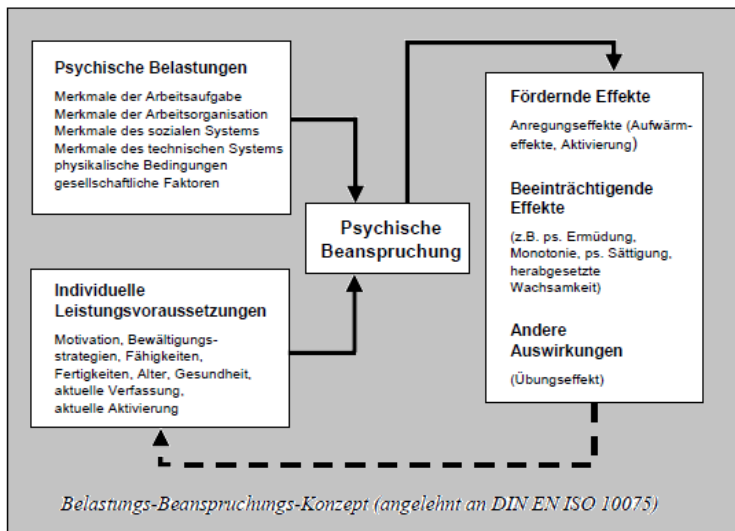 Psychische Belastungen
Merkmale der Arbeitsaufgabe
Merkmale der Arbeitsorganisation
Merkmale des sozialen Systems
Merkmale des technischen Systems
physikalische Bedingungen
gesellschaftliche Faktoren
Individuelle
Leistungsvoraussetzungen
Motivation, Bewältigungs-
strategien, Fähigkeiten,
Fertigkeiten, Alter, Gesundheit,
aktuelle Verfassung,
aktuelle Aktivierung
Psychische
Beanspruchung
Fördernde Effekte
Anregungseffekte (Aufwärm-
effekte, Aktivierung)
Beeinträchtigende
Effekte
(z.B. ps. Ermüdung,
Monotonie, ps. Sättigung,
herabgesetzte
Wachsamkeit)
Andere
Auswirkungen
(Übungseffekt)
Belastungs-Beanspruchungs-Konzept (angelehnt an DIN EN ISO 10075)